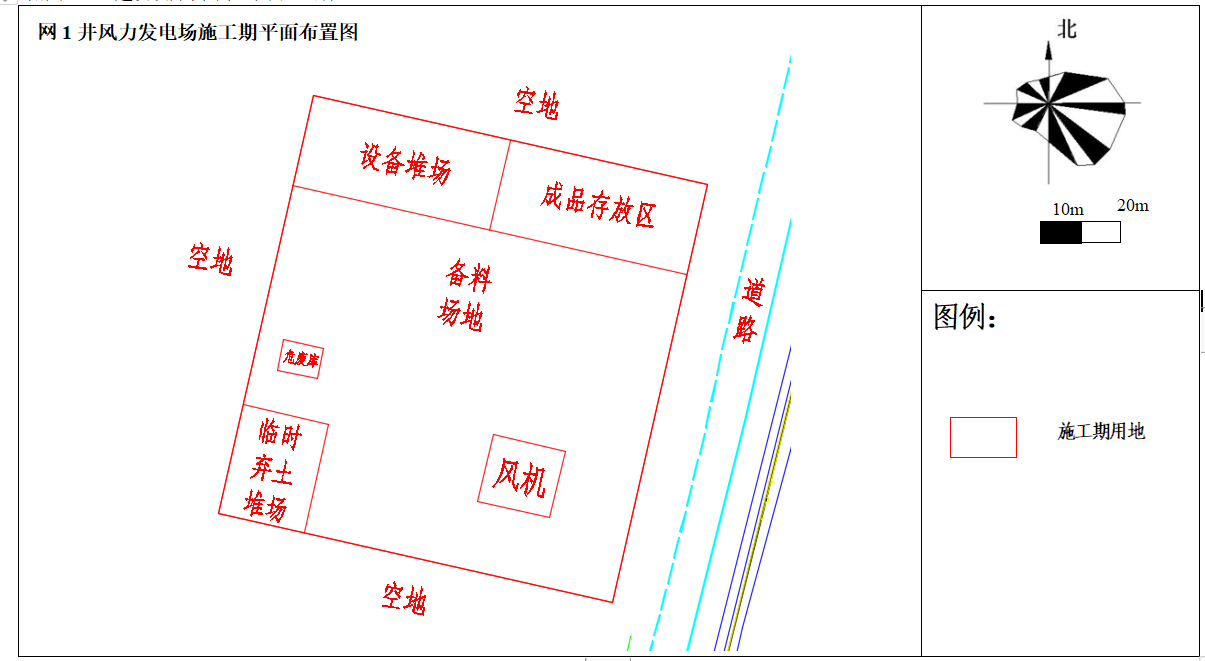 网1井风力发电场施工期平面布置图
北
空地
设备堆场
成品存放区
10m
20m
空地
备料
场地
道
路
图例：
危废库
临时
弃土
堆场
风机
施工期用地
空地